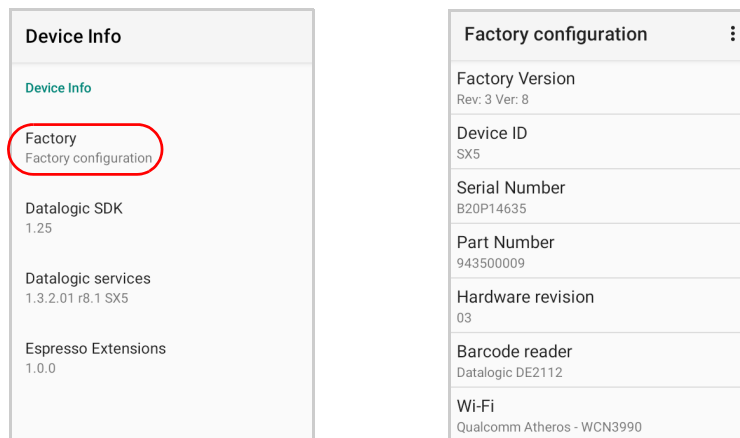 Device Info
Device Info
Factory
Factory configuration
Datalogic SDK
1.25
Datalogic services
1.3.2.01 r8.1 SX5
Espresso Extensions
1.0.0
Factory configuration
Factory Version
Rev: 3 Ver: 8
Device ID
SX5
Serial Number
B20P14635
Part Number
943500009
Hardware revision
03
Barcode reader
Datalogic DE2112
Wi-Fi
Qualcomm Atheros - WCN3990